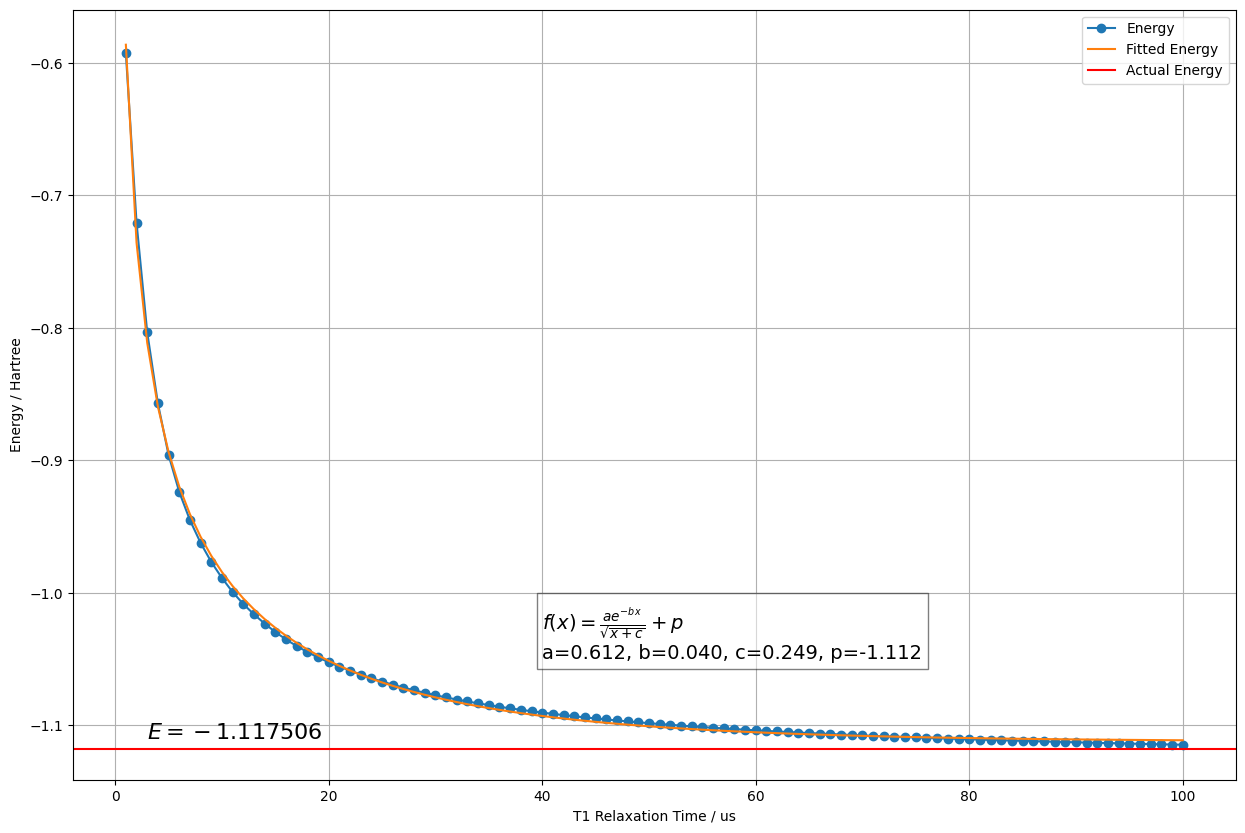 Energy
Fitted Energy
Actual Energy
−0.6
−0.7
−0.8
−0.9
−1.0
−1.1
Energy / Hartree
f(x) = \frac{ae^{-bx}}{\sqrt{x+c}} + p
a=0.612, b=0.040, c=0.249, p=-1.112
E = −1.117506
0 20 40 60 80 100
T1 Relaxation Time / us